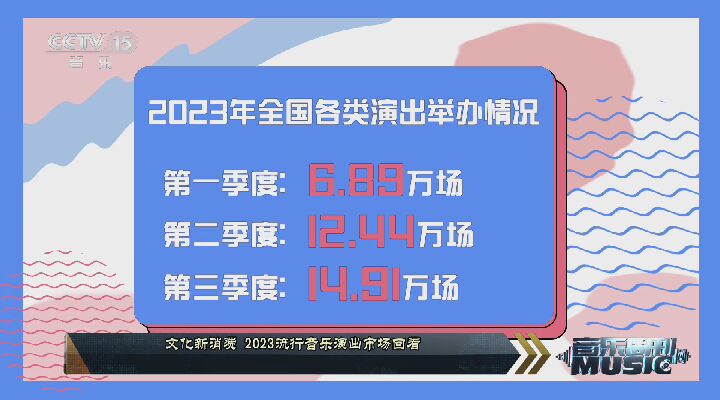 CCTV 15
音乐
2023年全国各类演出举办情况
第一季度: 6.89万场
第二季度: 12.44万场
第三季度: 14.91万场
文化新消费 2023流行音乐演出市场回看
音乐周刊
MUSIC